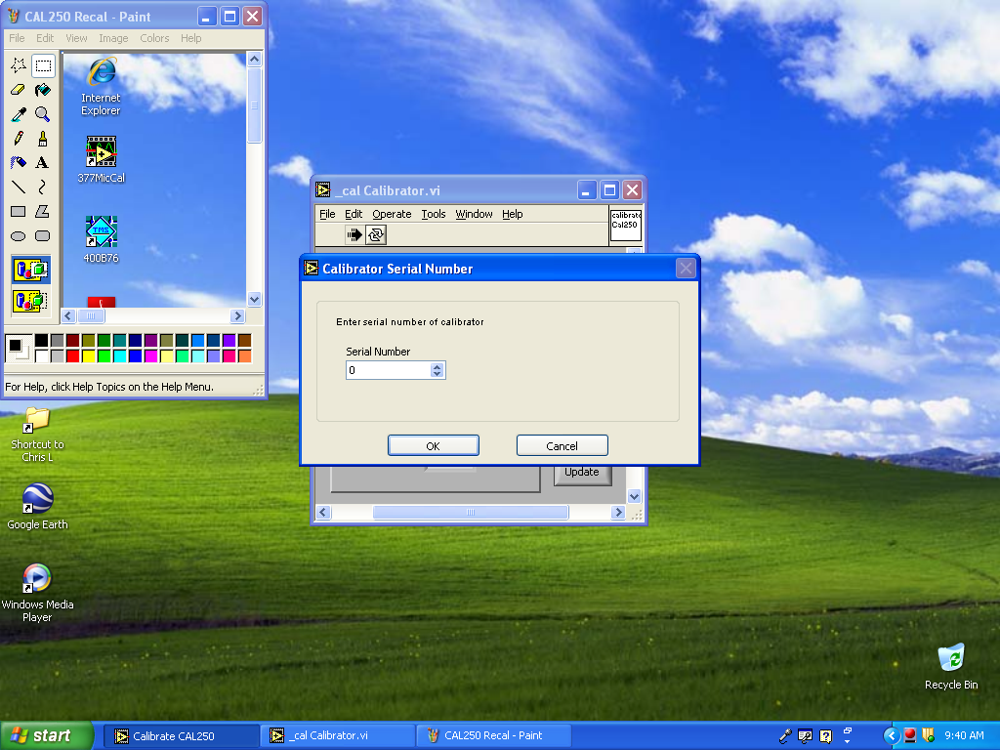 CAL250 Recal - Paint
File Edit View Image Colors Help
Internet
Explorer
377MicCal
TMS
400B76
For Help, click Help Topics on the Help Menu.
_cal Calibrator.vi
File Edit Operate Tools Window Help
calibrate
Cal250
Calibrator Serial Number
Enter serial number of calibrator
Serial Number
0
OK Cancel
Update
Shortcut to
Chris L
Google Earth
Windows Media
Player
Recycle Bin
start Calibrate CAL250 _cal Calibrator.vi CAL250 Recal - Paint 9:40 AM